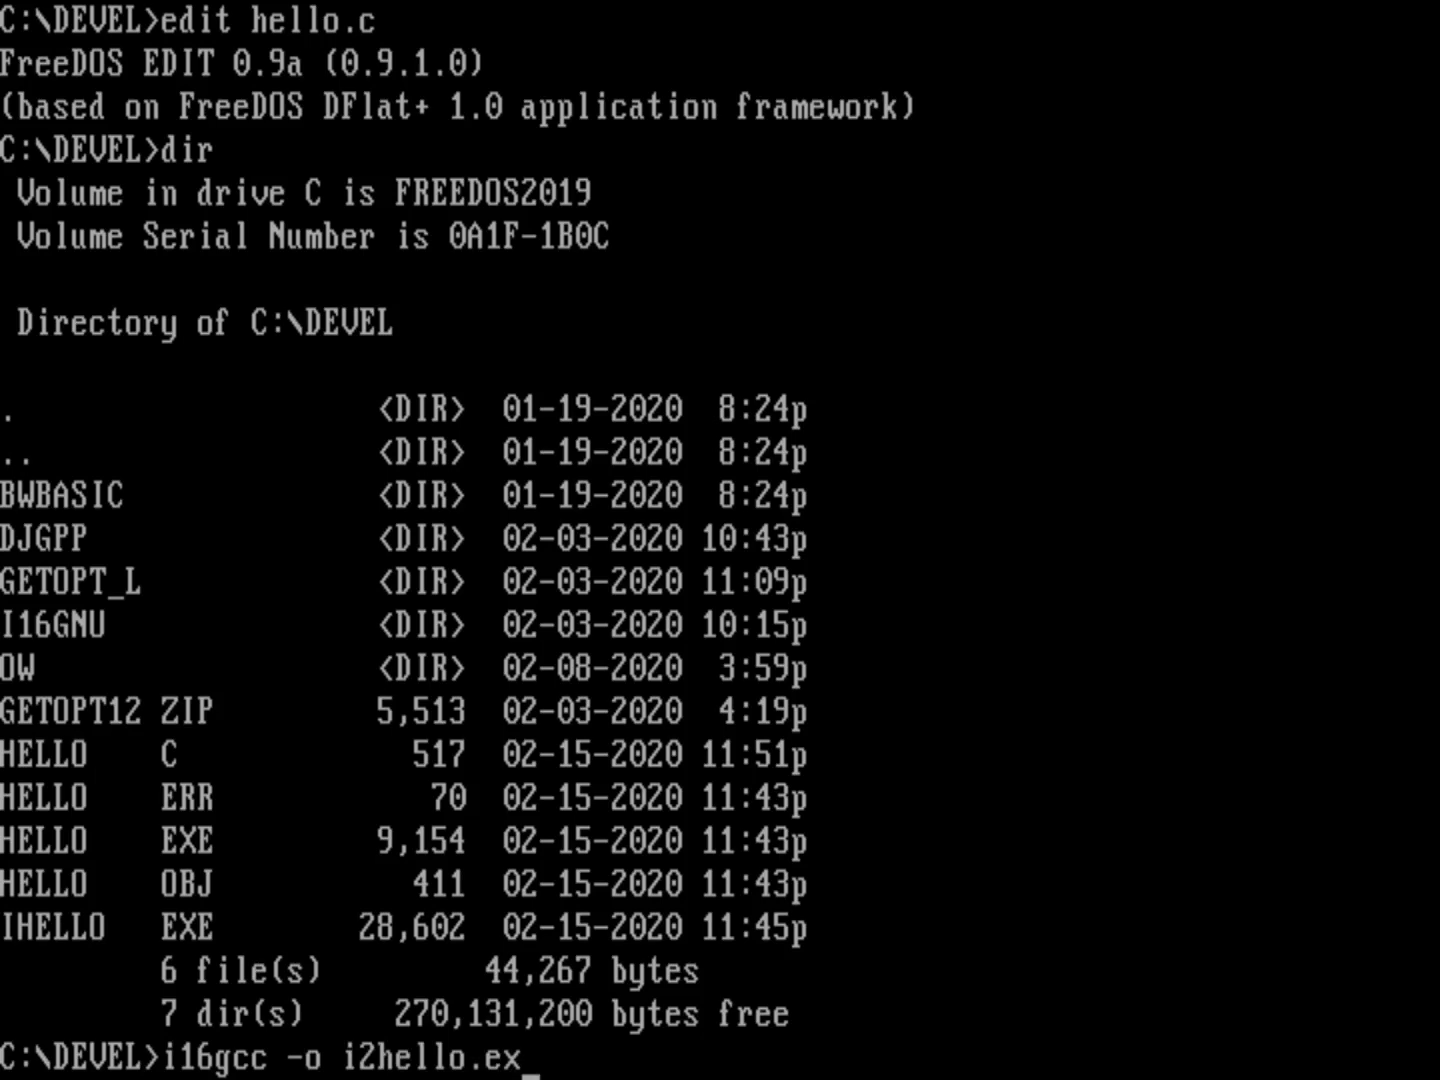 C:\DEVEL>edit hello.c
FreeDOS EDIT 0.9a (0.9.1.0)
(based on FreeDOS DFlat+ 1.0 application framework)
C:\DEVEL>dir
 Volume in drive C is FREEDOS2019
 Volume Serial Number is 0A1F-1B0C

 Directory of C:\DEVEL

.                    <DIR>  01-19-2020  8:24p
..                   <DIR>  01-19-2020  8:24p
BWBASIC              <DIR>  01-19-2020  8:24p
DJGPP                <DIR>  02-03-2020 10:43p
GETOPT_L             <DIR>  02-03-2020 11:09p
I16GNU               <DIR>  02-03-2020 10:15p
OW                   <DIR>  02-08-2020  3:59p
GETOPT12 ZIP         5,513  02-03-2020  4:19p
HELLO    C             517  02-15-2020 11:51p
HELLO    ERR            70  02-15-2020 11:43p
HELLO    EXE         9,154  02-15-2020 11:43p
HELLO    OBJ           411  02-15-2020 11:43p
IHELLO   EXE        28,602  02-15-2020 11:45p
         6 file(s)         44,267 bytes
         7 dir(s)     270,131,200 bytes free
C:\DEVEL>i16gcc -o i2hello.ex_